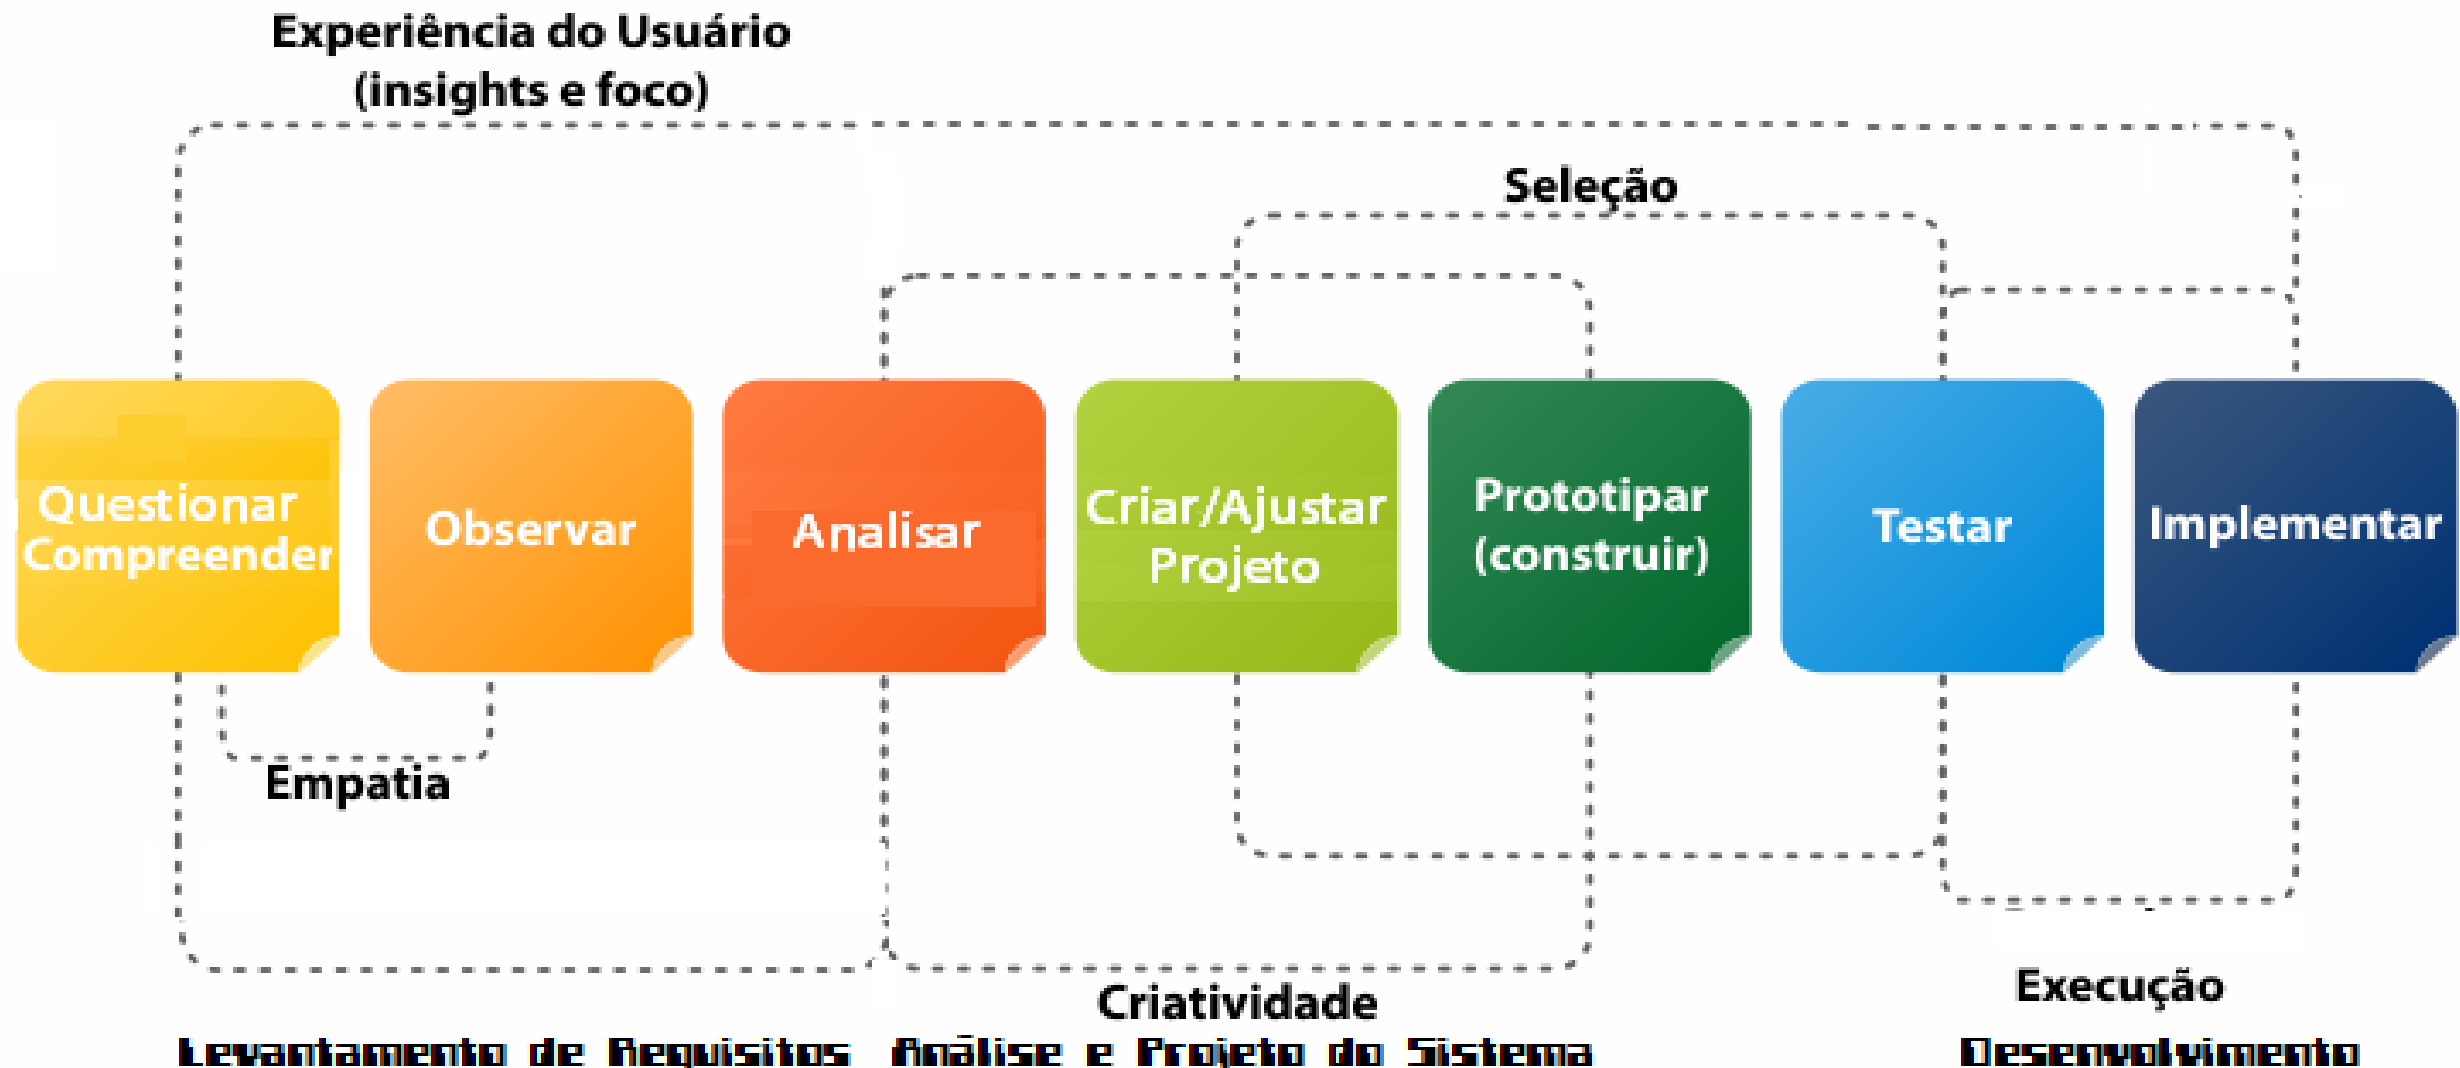 Experiência do Usuário
(insights e foco)
Seleção
Questionar
Compreender
Observar
Analisar
Criar/Ajustar
Projeto
Prototipar
(construir)
Testar
Implementar
Empatia
Criatividade
Execução
Levantamento de Requisitos
Análise e Projeto do Sistema
Desenvolvimento